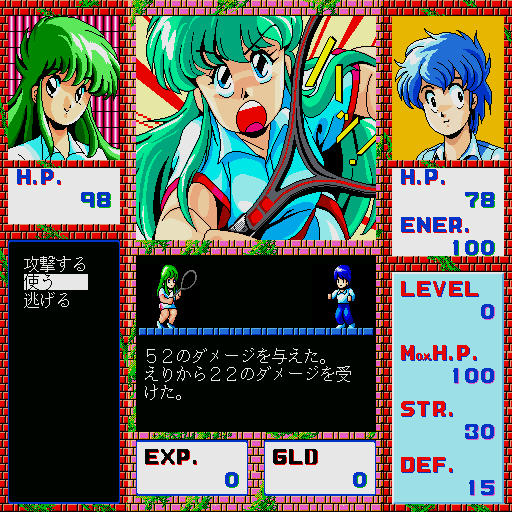 H.P.
98
H.P.
78
ENER.
100
攻撃する
使う
逃げる
52のダメージを与えた。
えりから22のダメージを受
けた。
EXP.
0
GLD
0
LEVEL
0
MaxH.P.
100
STR.
30
DEF.
15